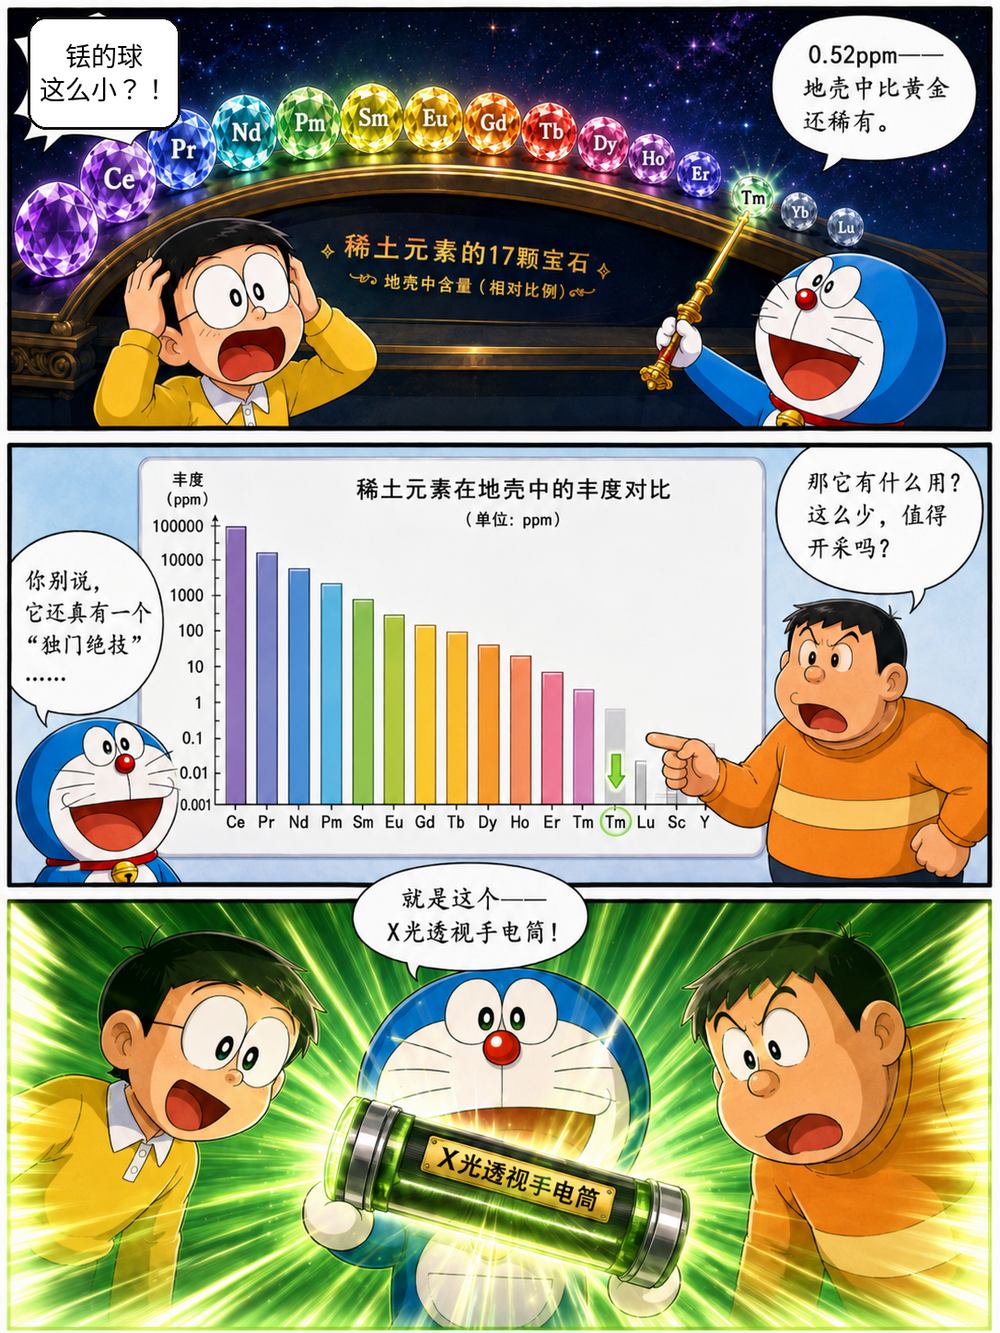 铥的球
这么小？！
0.52ppm——
地壳中比黄金
还稀有。
Ce
Pr
Nd
Pm
Sm
Eu
Gd
Tb
Dy
Ho
Er
Tm
Yb
Lu
稀土元素的17颗宝石
地壳中含量（相对比例）
丰度
(ppm)
稀土元素在地壳中的丰度对比
（单位：ppm）
100000
10000
1000
100
10
1
0.1
0.01
0.001
Ce Pr Nd Pm Sm Eu Gd Tb Dy Ho Er Tm Tm Lu Sc Y
那它有什么用？
这么少，值得
开采吗？
你别说，
它还真有一个
“独门绝技”
……
就是这个——
X光透视手电筒！
X光透视手电筒